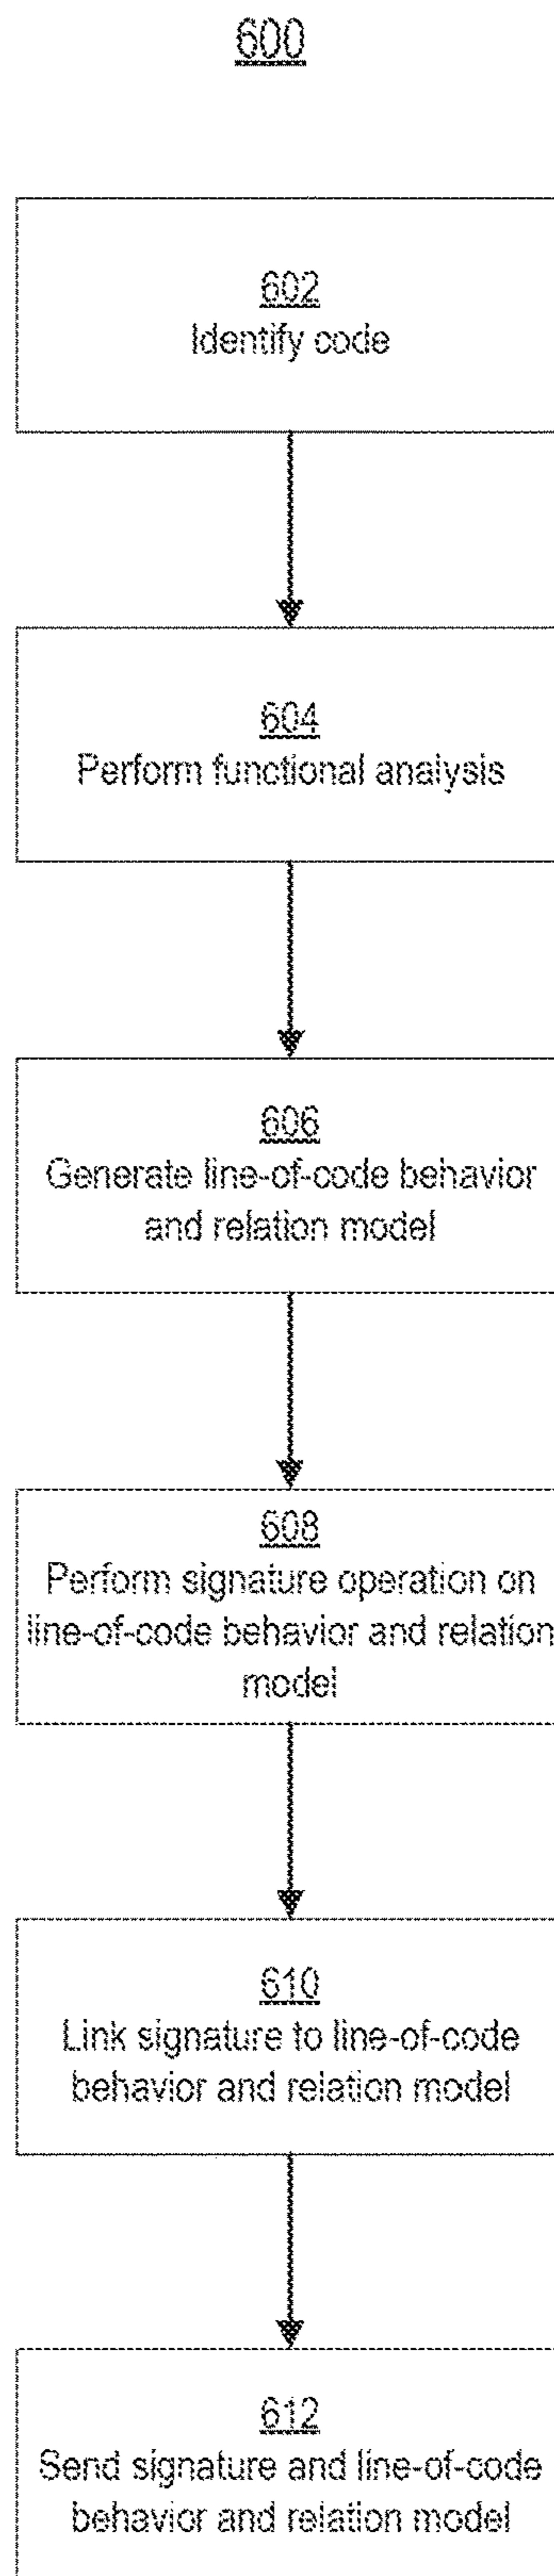 600
602
Identify code
604
Perform functional analysis
606
Generate line-of-code behavior
and relation model
608
Perform signature operation on
line-of-code behavior and relation
model
610
Link signature to line-of-code
behavior and relation model
612
Send signature and line-of-code
behavior and relation model